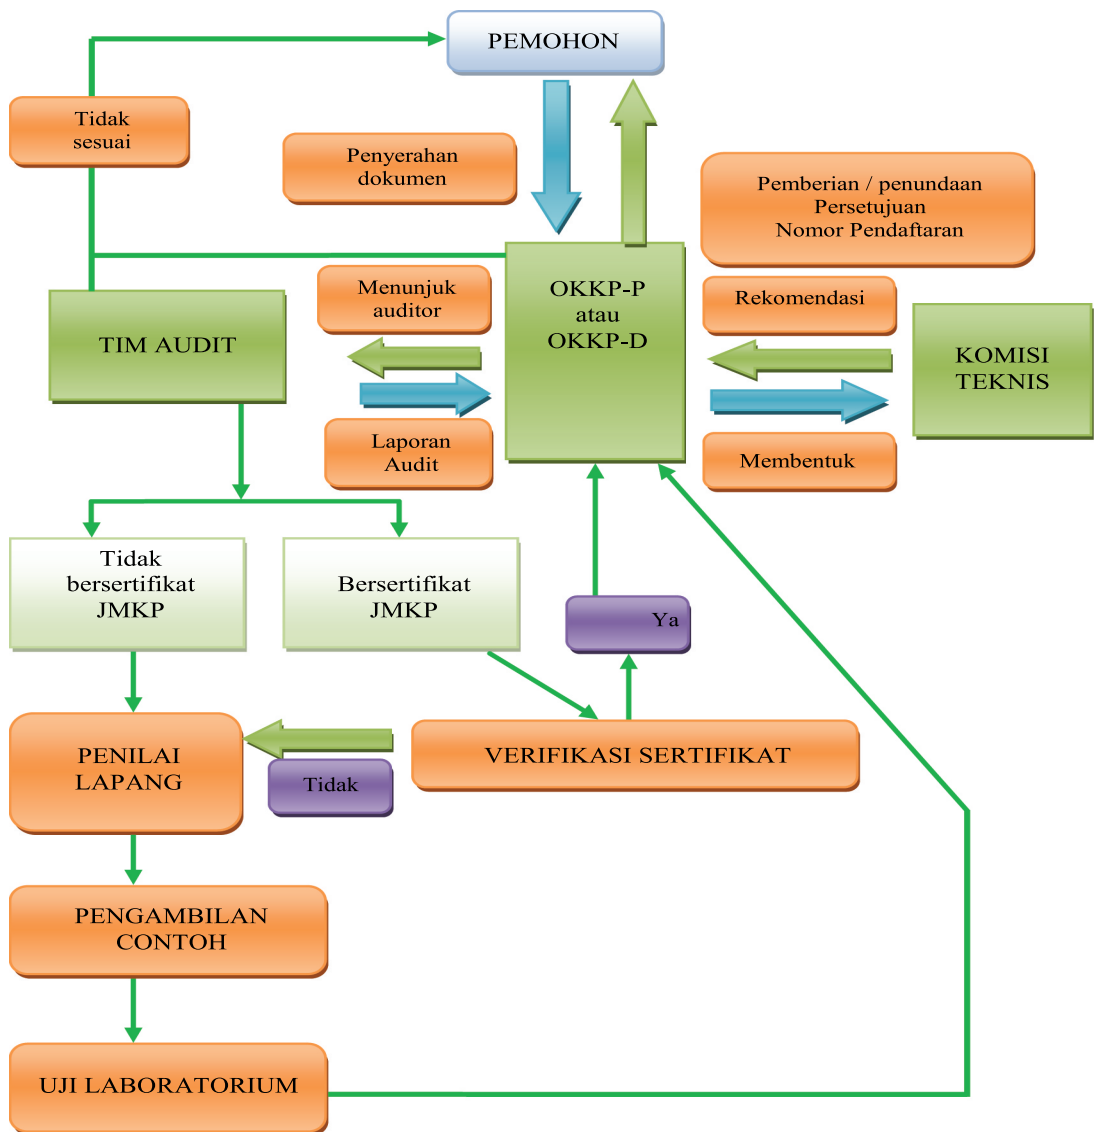 PEMOHON
Tidak
sesuai
Penyerahan
dokumen
Pemberian / penundaan
Persetujuan
Nomor Pendaftaran
TIM AUDIT
Menunjuk
auditor
OKKP-P
atau
OKKP-D
Rekomendasi
KOMISI
TEKNIS
Laporan
Audit
Membentuk
Tidak
bersertifikat
JMKP
Bersertifikat
JMKP
Ya
PENILAI
LAPANG
Tidak
VERIFIKASI SERTIFIKAT
PENGAMBILAN
CONTOH
UJI LABORATORIUM